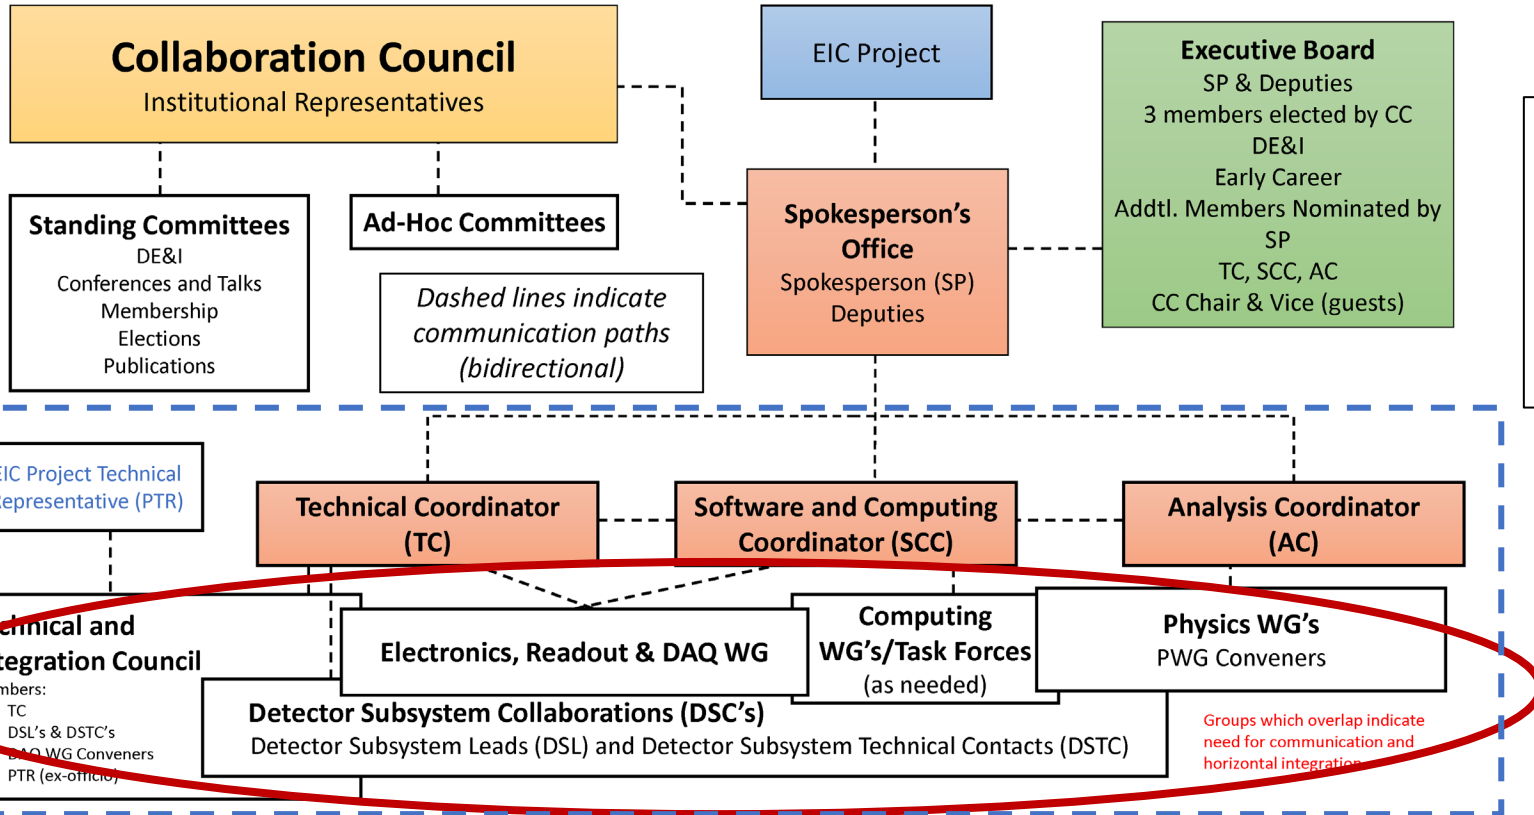 Collaboration Council
Institutional Representatives
EIC Project
Executive Board
SP & Deputies
3 members elected by CC
DE&I
Early Career
Addtl. Members Nominated by
SP
TC, SCC, AC
CC Chair & Vice (guests)
Standing Committees
DE&I
Conferences and Talks
Membership
Elections
Publications
Ad-Hoc Committees
Dashed lines indicate
communication paths
(bidirectional)
Spokesperson’s
Office
Spokesperson (SP)
Deputies
EIC Project Technical
Representative (PTR)
Technical Coordinator
(TC)
Software and Computing
Coordinator (SCC)
Analysis Coordinator
(AC)
chnical and
tegration Council
mbers:
TC
DSL’s & DSTC’s
DAQ WG Conveners
PTR (ex-officio)
Electronics, Readout & DAQ WG
Computing
WG’s/Task Forces
(as needed)
Physics WG’s
PWG Conveners
Detector Subsystem Collaborations (DSC’s)
Detector Subsystem Leads (DSL) and Detector Subsystem Technical Contacts (DSTC)
Groups which overlap indicate
need for communication and
horizontal integration